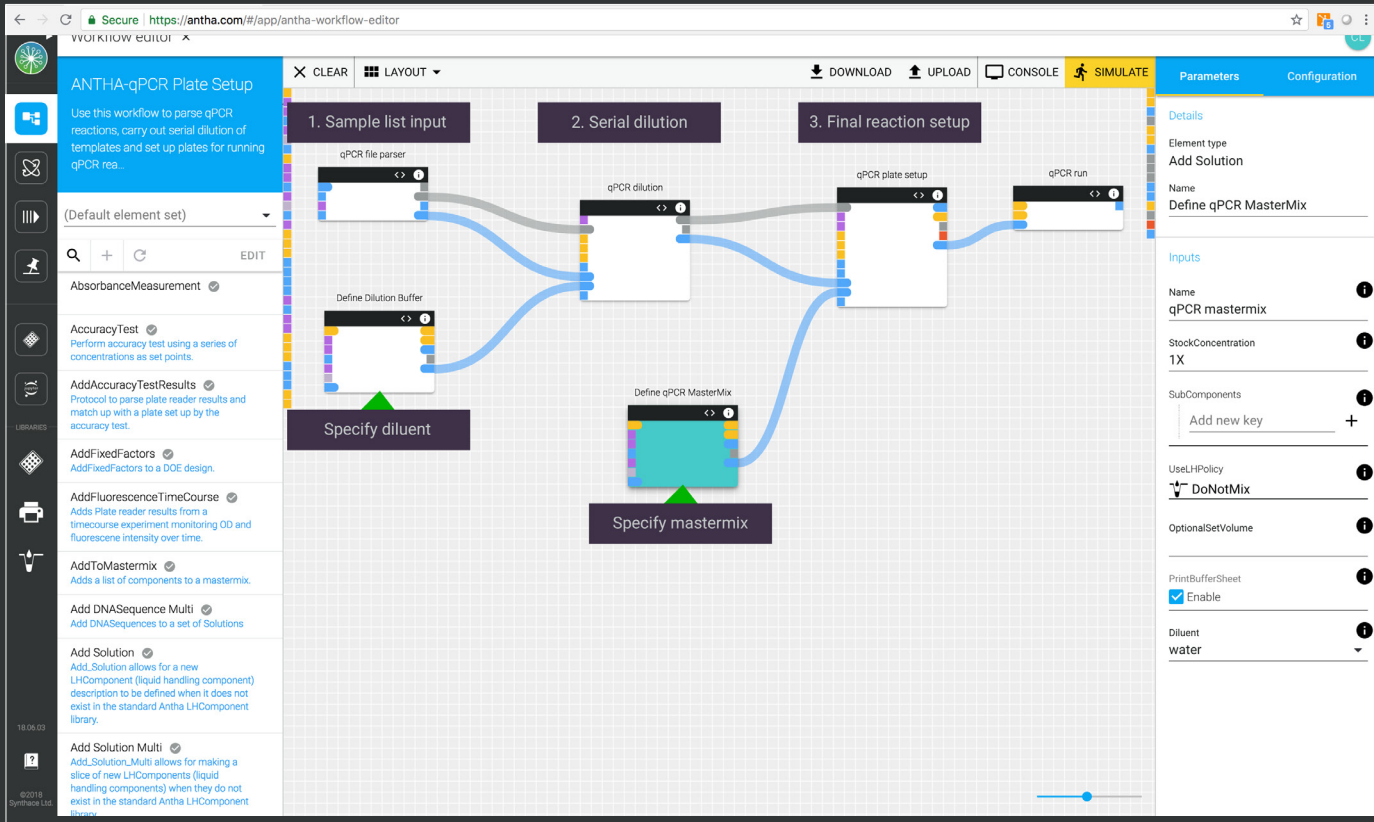 Secure https://antha.com/#/app/antha-workflow-editor
Workflow editor ×
CL
ANTHA-qPCR Plate Setup
Use this workflow to parse qPCR
reactions, carry out serial dilution of
templates and set up plates for running
qPCR rea...
(Default element set)
EDIT
AbsorbanceMeasurement
AccuracyTest
Perform accuracy test using a series of
concentrations as set points.
AddAccuracyTestResults
Protocol to parse plate reader results and
match up with a plate set up by the
accuracy test.
AddFixedFactors
AddFixedFactors to a DOE design.
AddFluorescenceTimeCourse
Adds Plate reader results from a
timecourse experiment monitoring OD and
fluorescene intensity over time.
AddToMastermix
Adds a list of components to a mastermix.
Add DNASequence Multi
Add DNASequences to a set of Solutions
Add Solution
Add_Solution allows for a new
LHComponent (liquid handling component)
description to be defined when it does not
exist in the standard Antha LHComponent
library.
Add Solution Multi
Add_Solution_Multi allows for making a
slice of new LHComponents (liquid
handling components) when they do not
exist in the standard Antha LHComponent
library
LIBRARIES
18.06.03
©2018
Synthace Ltd.
CLEAR
LAYOUT
DOWNLOAD
UPLOAD
CONSOLE
SIMULATE
1. Sample list input
2. Serial dilution
3. Final reaction setup
qPCR file parser
qPCR dilution
qPCR plate setup
qPCR run
Define Dilution Buffer
Specify diluent
Define qPCR MasterMix
Specify mastermix
Parameters
Configuration
Details
Element type
Add Solution
Name
Define qPCR MasterMix
Inputs
Name
qPCR mastermix
StockConcentration
1X
SubComponents
Add new key
UseLHPolicy
DoNotMix
OptionalSetVolume
PrintBufferSheet
Enable
Diluent
water